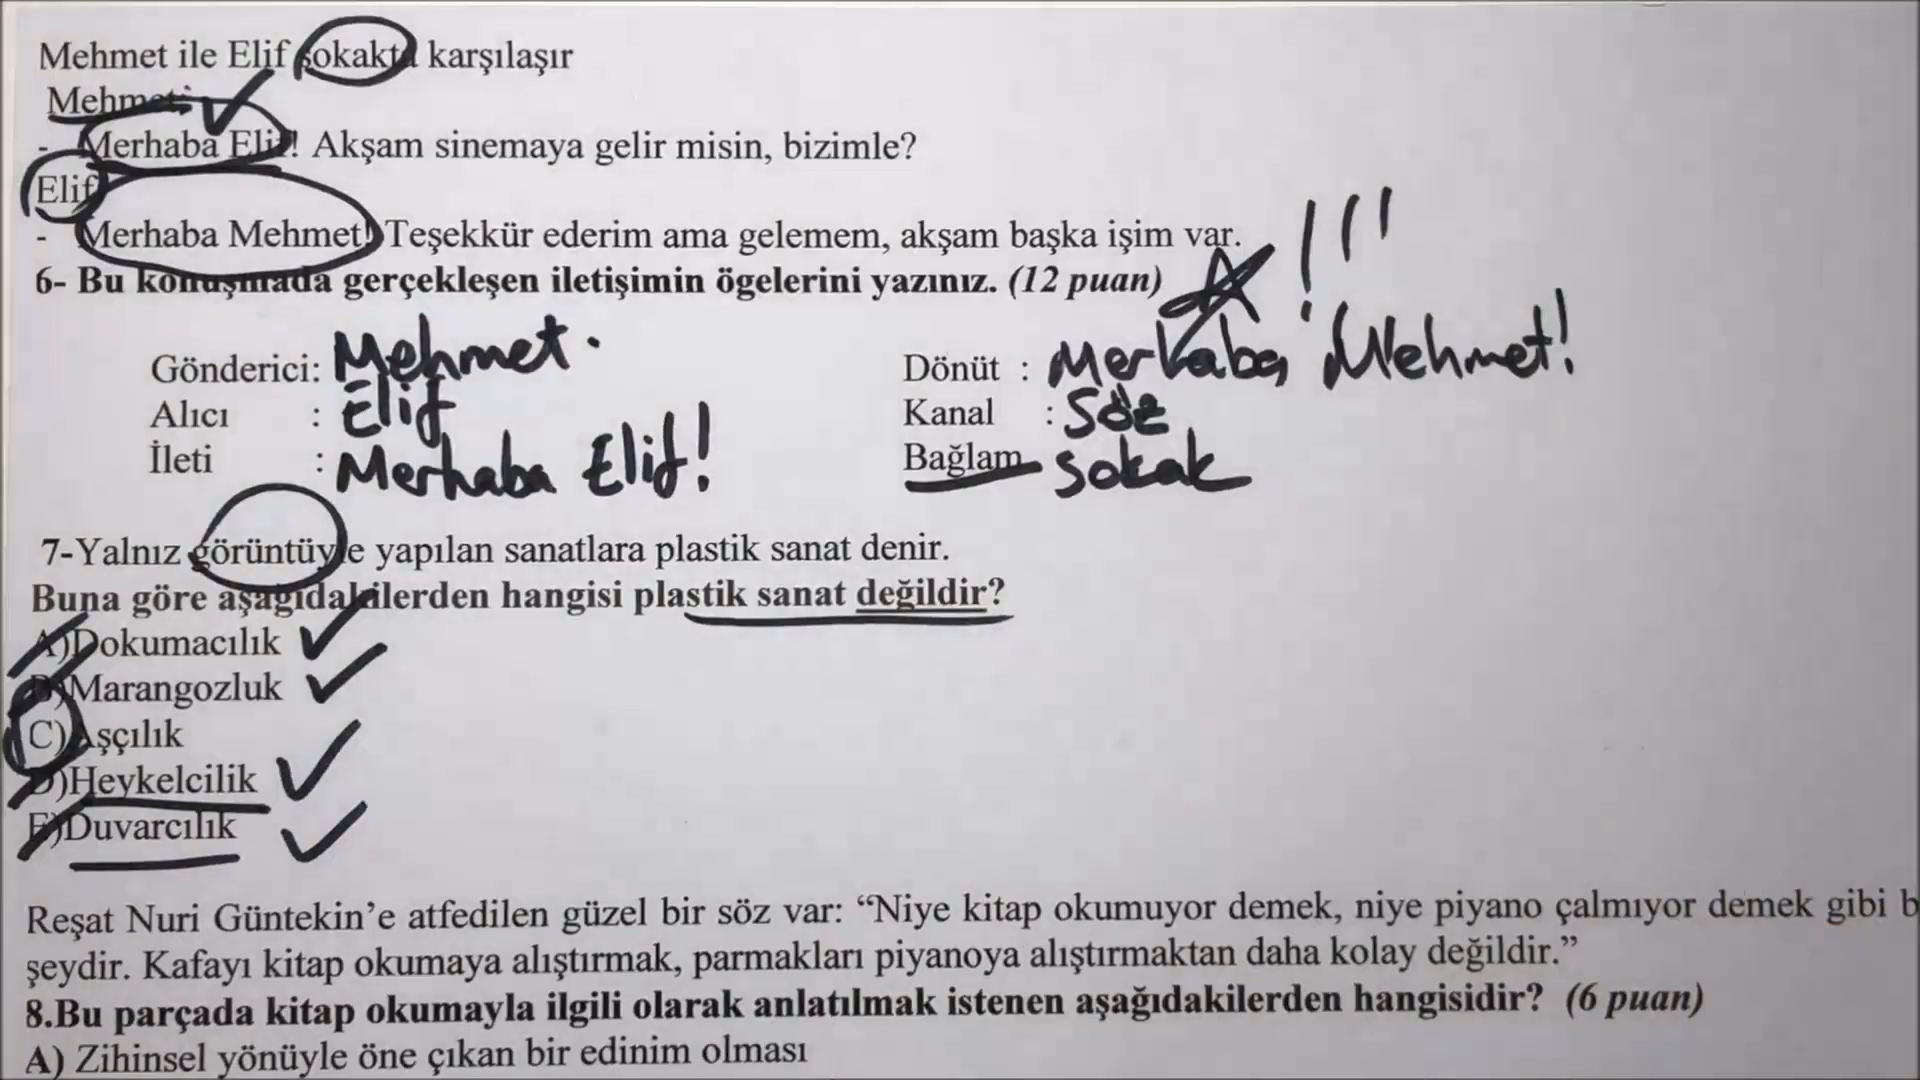 Mehmet ile Elif sokakta karşılaşır
Mehmet:
- Merhaba Elif! Akşam sinemaya gelir misin, bizimle?
Elif
- Merhaba Mehmet! Teşekkür ederim ama gelemem, akşam başka işim var.
6- Bu konuşmada gerçekleşen iletişimin ögelerini yazınız. (12 puan)
Gönderici: Mehmet.
Alıcı : Elif
İleti : Merhaba Elif!
Dönüt : Merhaba Mehmet!
Kanal : Söz
Bağlam sokak
7-Yalnız görüntüyle yapılan sanatlara plastik sanat denir.
Buna göre aşağıdakilerden hangisi plastik sanat değildir?
A)Dokumacılık
B)Marangozluk
C)Aşçılık
D)Heykelcilik
E)Duvarcılık
Reşat Nuri Güntekin’e atfedilen güzel bir söz var: “Niye kitap okumuyor demek, niye piyano çalmıyor demek gibi b
şeydir. Kafayı kitap okumaya alıştırmak, parmakları piyanoya alıştırmaktan daha kolay değildir.”
8.Bu parçada kitap okumayla ilgili olarak anlatılmak istenen aşağıdakilerden hangisidir? (6 puan)
A) Zihinsel yönüyle öne çıkan bir edinim olması